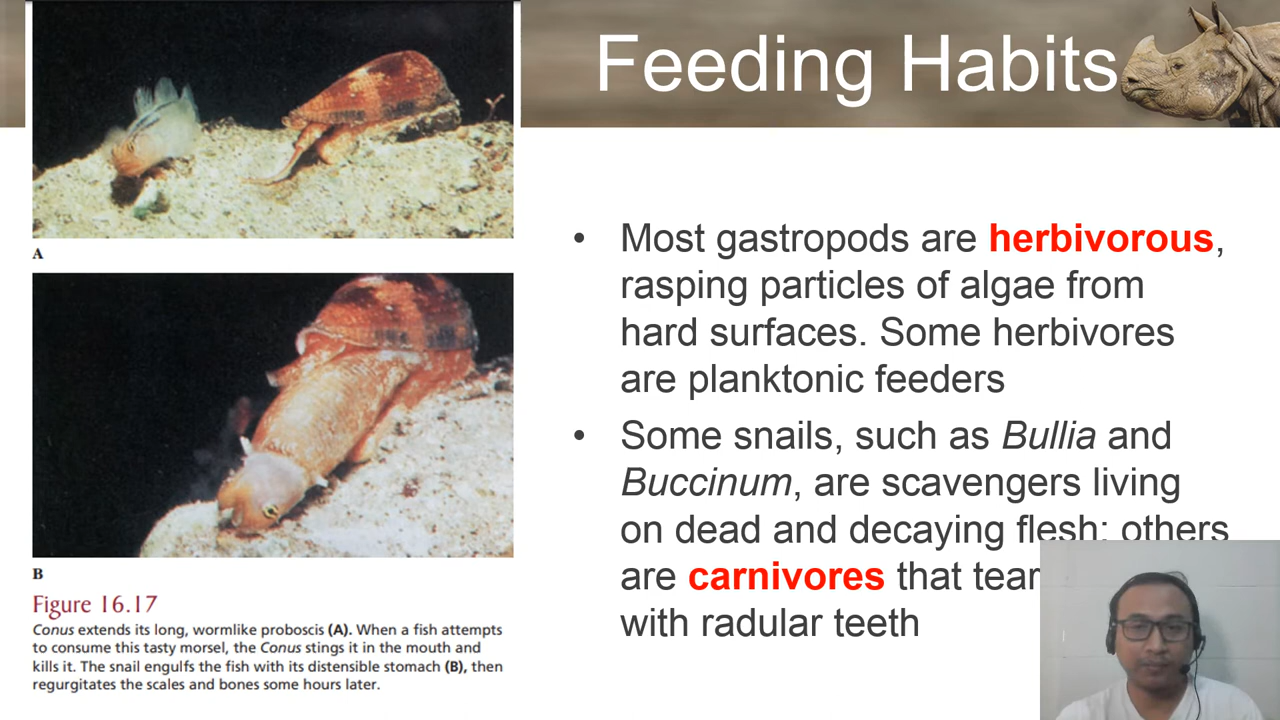 Feeding Habits
A
B
Figure 16.17
Conus extends its long, wormlike proboscis (A). When a fish attempts
to consume this tasty morsel, the Conus stings it in the mouth and
kills it. The snail engulfs the fish with its distensible stomach (B), then
regurgitates the scales and bones some hours later.
• Most gastropods are herbivorous,
rasping particles of algae from
hard surfaces. Some herbivores
are planktonic feeders
• Some snails, such as Bullia and
Buccinum, are scavengers living
on dead and decaying flesh; others
are carnivores that tear
with radular teeth